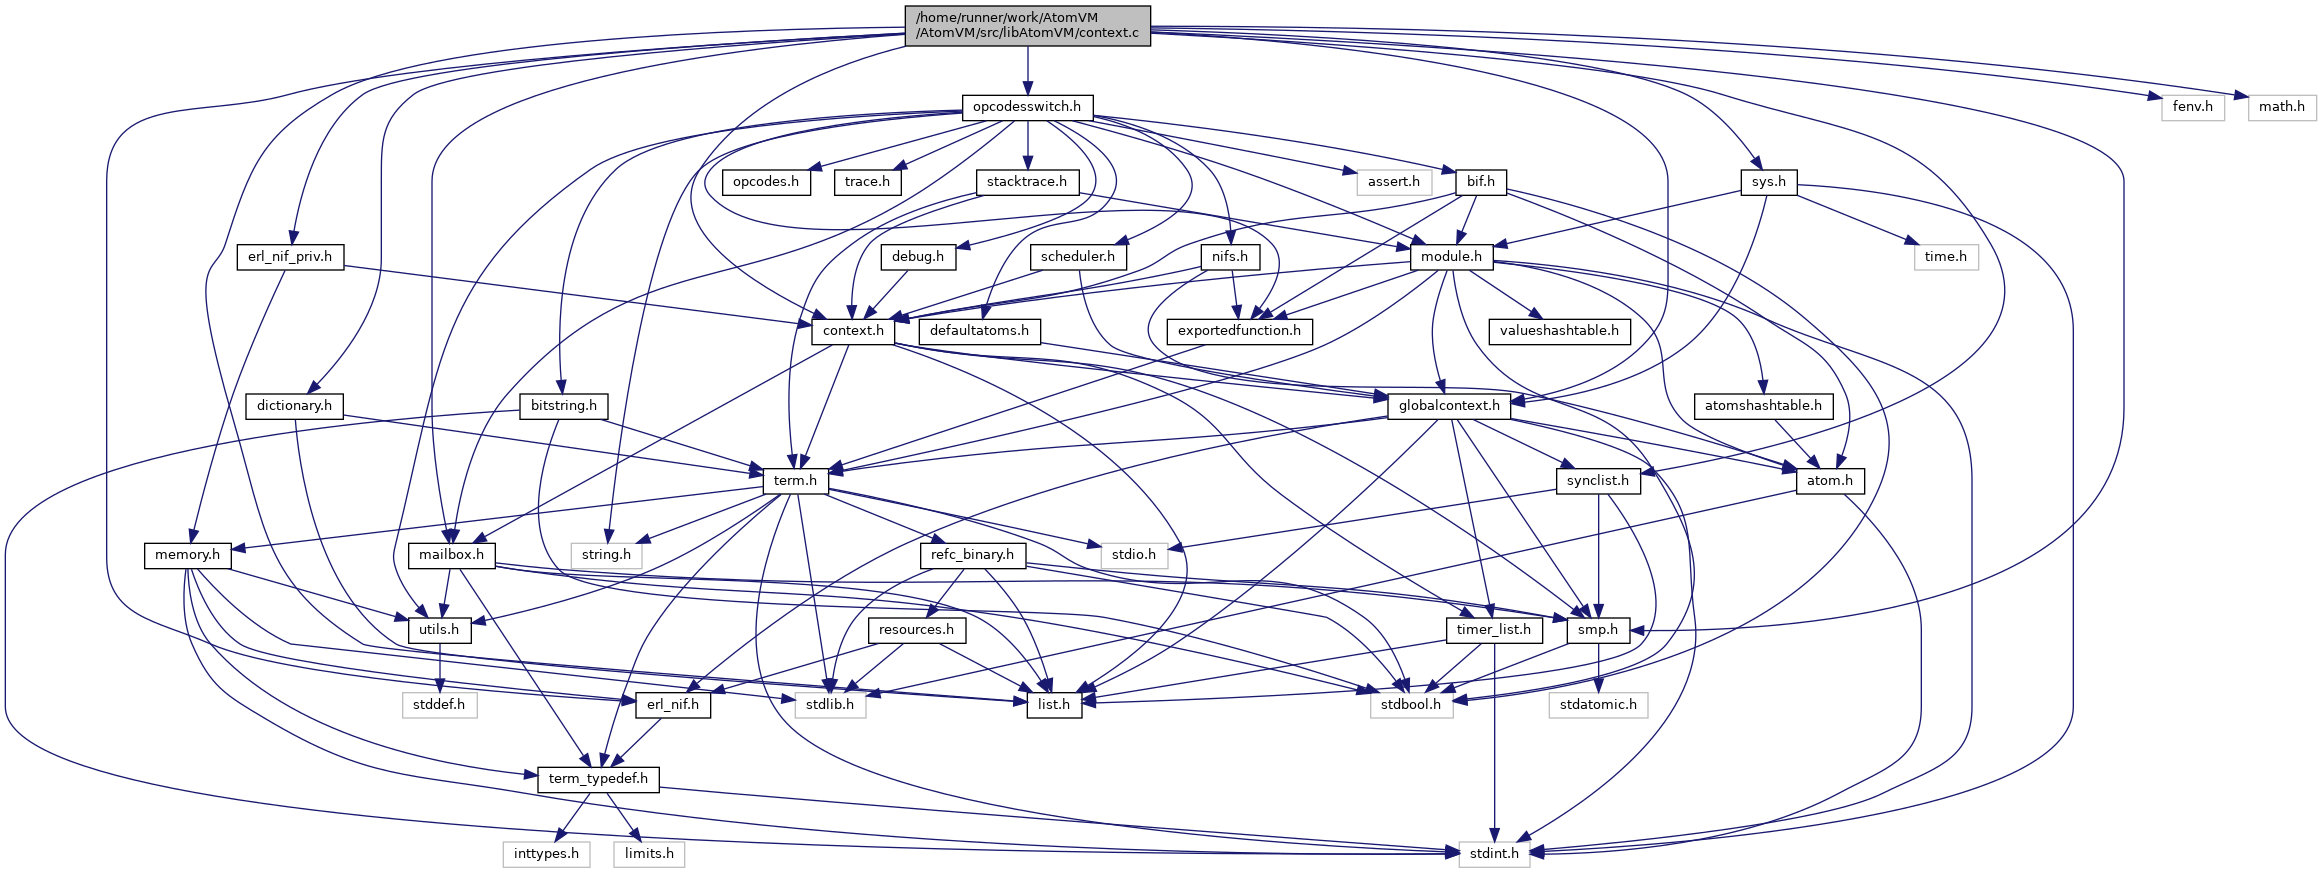 /home/runner/work/AtomVM
/AtomVM/src/libAtomVM/context.c
opcodesswitch.h
fenv.h
math.h
opcodes.h
trace.h
stacktrace.h
assert.h
bif.h
sys.h
erl_nif_priv.h
debug.h
scheduler.h
nifs.h
module.h
time.h
context.h
defaultatoms.h
exportedfunction.h
valueshashtable.h
dictionary.h
bitstring.h
globalcontext.h
atomshashtable.h
term.h
synclist.h
atom.h
memory.h
mailbox.h
string.h
refc_binary.h
stdio.h
utils.h
resources.h
timer_list.h
smp.h
stddef.h
erl_nif.h
stdlib.h
list.h
stdbool.h
stdatomic.h
term_typedef.h
inttypes.h
limits.h
stdint.h